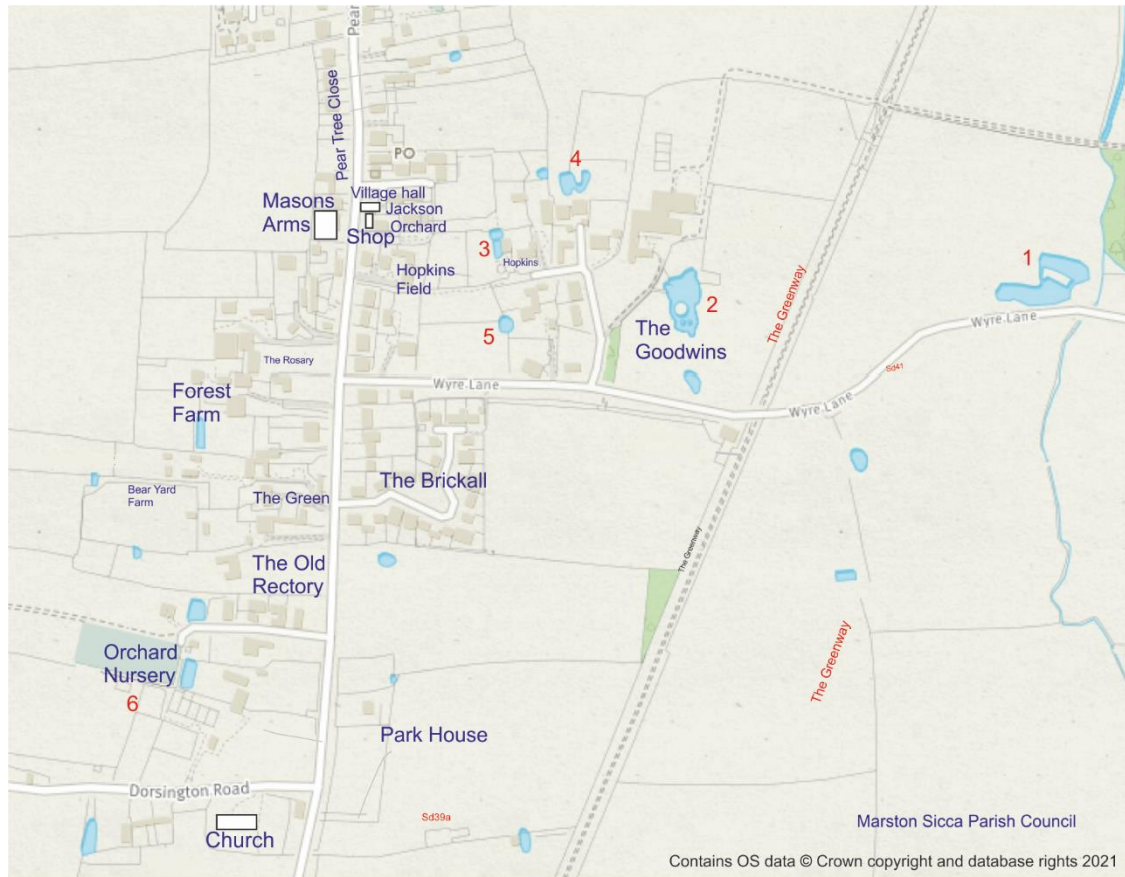 Pear
Pear Tree Close
PO
4
Village hall
Masons
Arms
Jackson
Orchard
Shop
3
Hopkins
Hopkins
Field
1
2
The Greenway
The
Goodwins
5
Wyre Lane
The Rosary
Sd41
Forest
Farm
Wyre Lane
Wyre Lane
The Brickall
Bear Yard
Farm
The Green
The Old
Rectory
The Greenway
The Greenway
Orchard
Nursery
6
Park House
Dorsington Road
Sd39a
Church
Marston Sicca Parish Council
Contains OS data © Crown copyright and database rights 2021